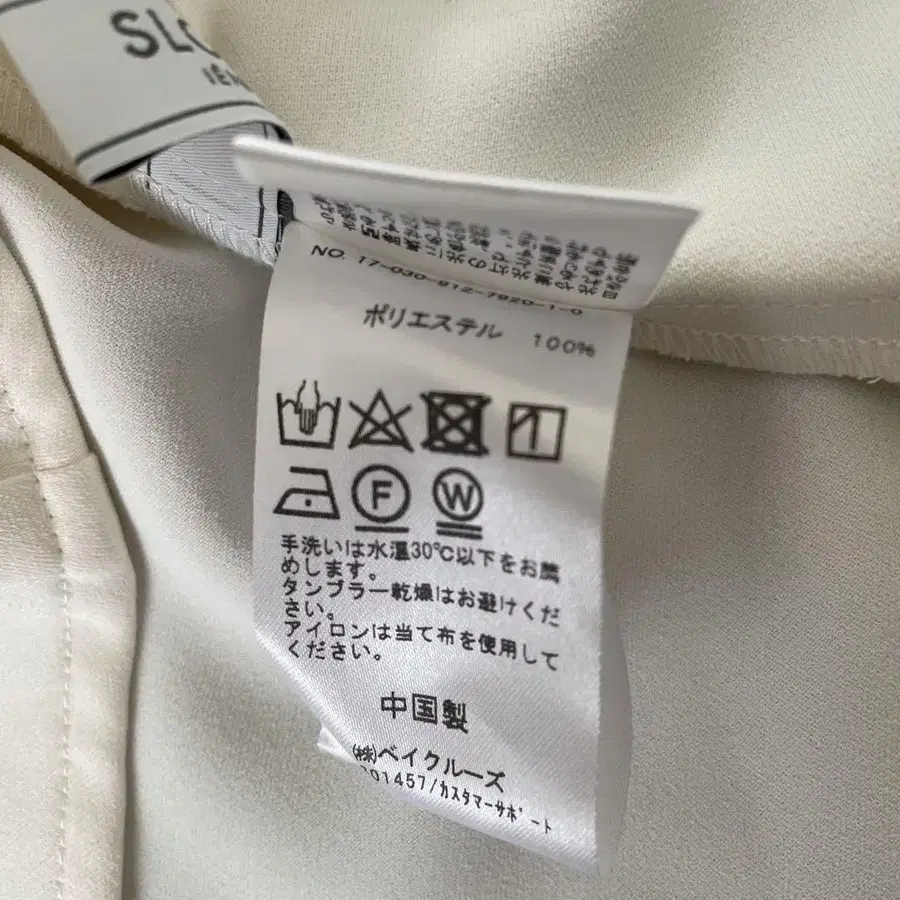 SLO
IÉN
NO. 17-030-912-7920-1-0
ポリエステル 100%
F
W
手洗いは水温30℃以下をお薦
めします。
タンブラー乾燥はお避けくだ
さい。
アイロンは当て布を使用して
ください。
中国製
㈱ベイクルーズ
01457/カスタマーサポート